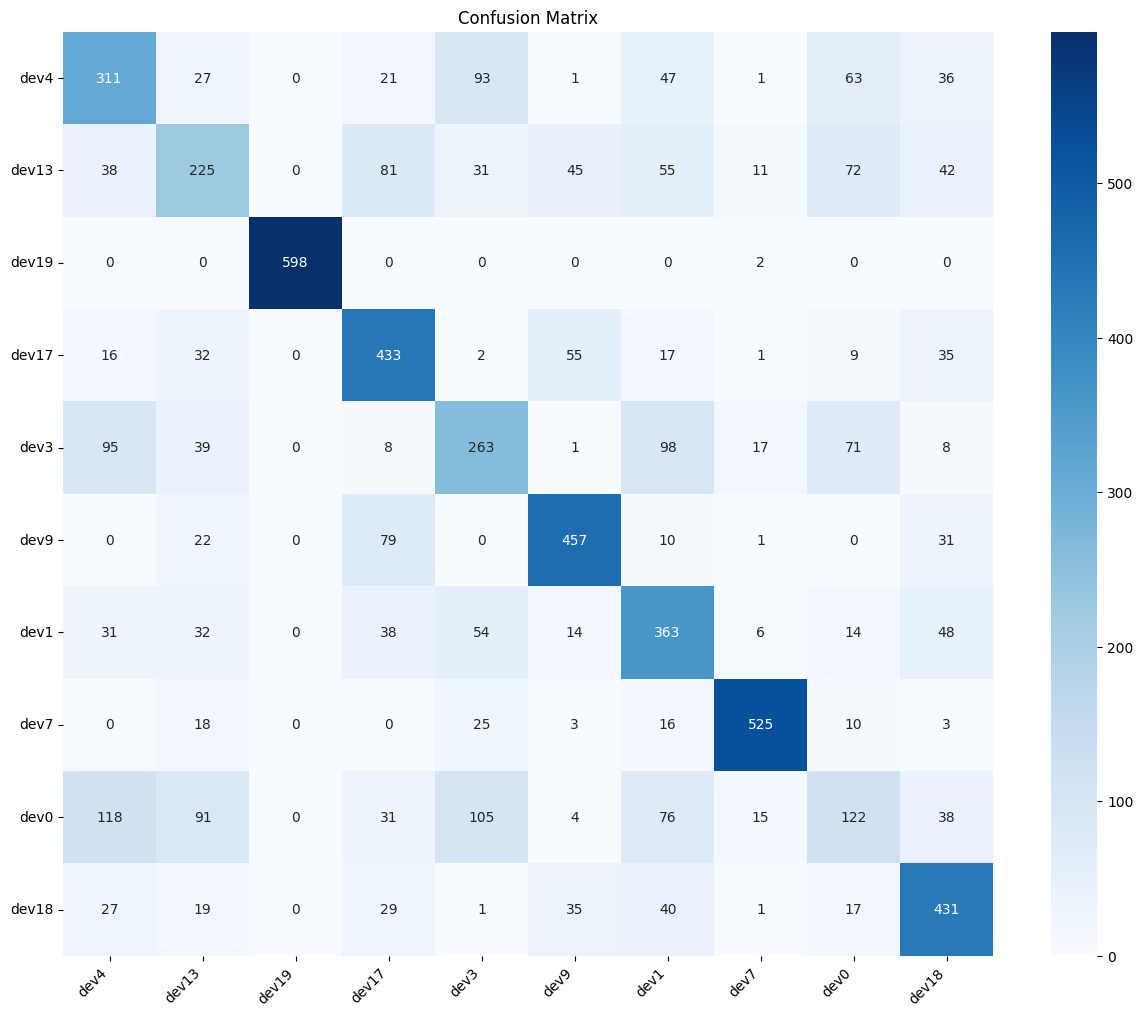 Confusion Matrix
dev4 311 27 0 21 93 1 47 1 63 36
dev13 38 225 0 81 31 45 55 11 72 42
dev19 0 0 598 0 0 0 0 2 0 0
dev17 16 32 0 433 2 55 17 1 9 35
dev3 95 39 0 8 263 1 98 17 71 8
dev9 0 22 0 79 0 457 10 1 0 31
dev1 31 32 0 38 54 14 363 6 14 48
dev7 0 18 0 0 25 3 16 525 10 3
dev0 118 91 0 31 105 4 76 15 122 38
dev18 27 19 0 29 1 35 40 1 17 431
dev4 dev13 dev19 dev17 dev3 dev9 dev1 dev7 dev0 dev18
500
400
300
200
100
0